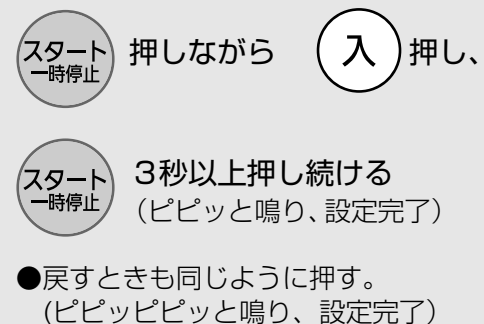 スタート
一時停止
押しながら
入
押し、
スタート
一時停止
3秒以上押し続ける
（ピピッと鳴り、設定完了）
●戻すときも同じように押す。
(ピピッピピッと鳴り、設定完了）